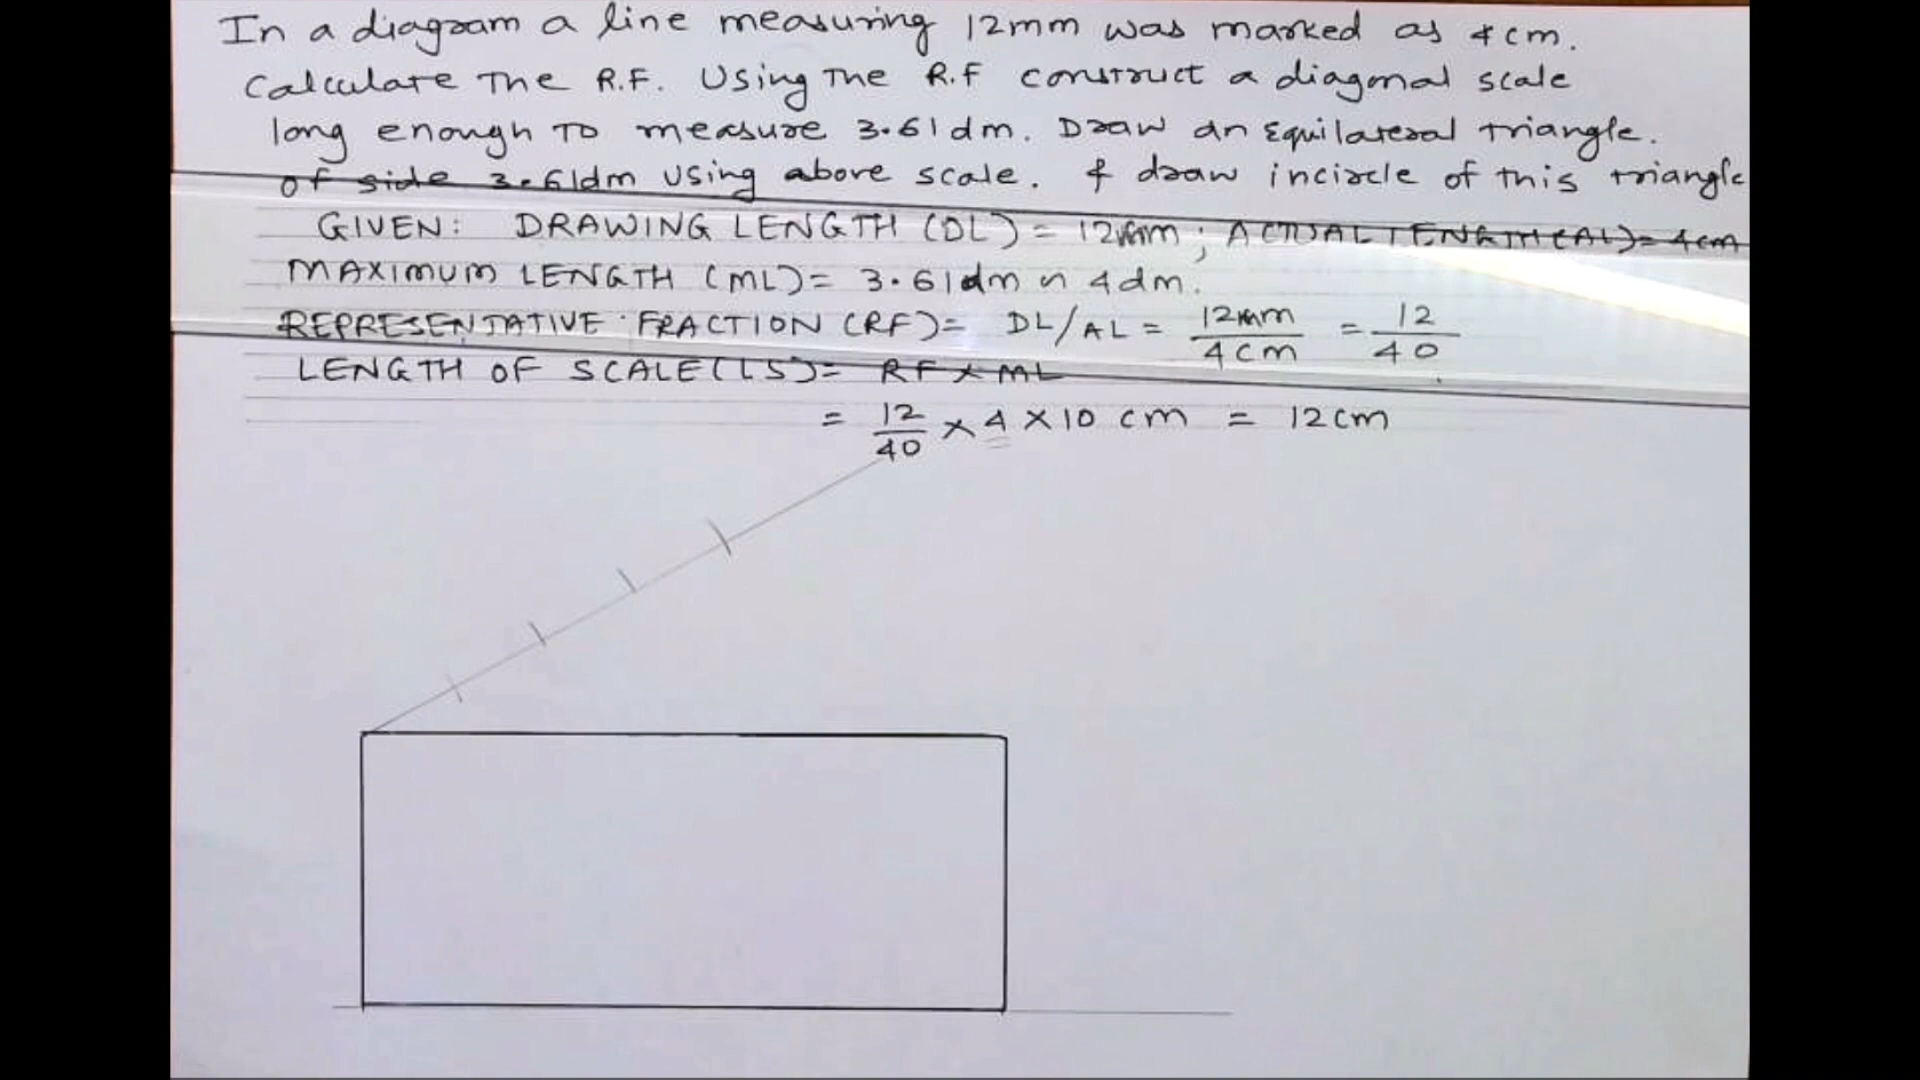 In a diagram a line measuring 12mm was marked as 4cm.
Calculate The R.F. Using The R.F construct a diagonal scale
long enough To measure 3.61dm. Draw an Equilateral triangle.
of side 3.61dm using above scale. & draw incircle of this triangle
GIVEN: DRAWING LENGTH (DL) = 12mm; ACTUAL LENGTH (AL) = 4cm
MAXIMUM LENGTH (ML) = 3.61dm ∩ 4dm.
REPRESENTATIVE FRACTION (RF) = DL/AL = 12mm/4cm = 12/40
LENGTH OF SCALE (LS) = RF × ML
= 12/40 × 4 × 10 cm = 12cm